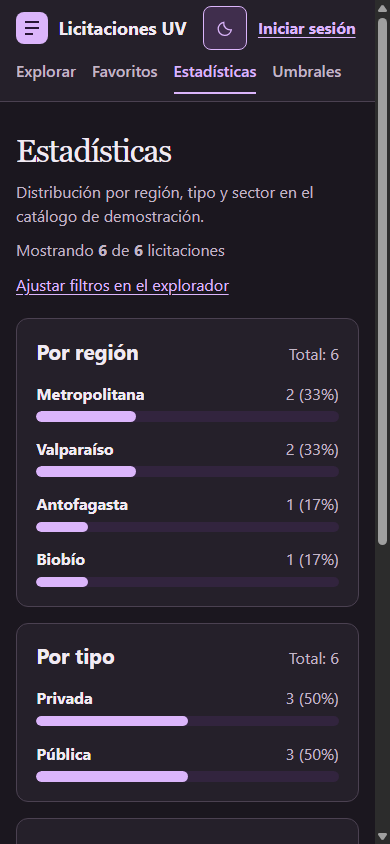 Licitaciones UV
Iniciar sesión
Explorar Favoritos Estadísticas Umbrales
Estadísticas
Distribución por región, tipo y sector en el
catálogo de demostración.
Mostrando 6 de 6 licitaciones
Ajustar filtros en el explorador
Por región Total: 6
Metropolitana 2 (33%)
Valparaíso 2 (33%)
Antofagasta 1 (17%)
Biobío 1 (17%)
Por tipo Total: 6
Privada 3 (50%)
Pública 3 (50%)